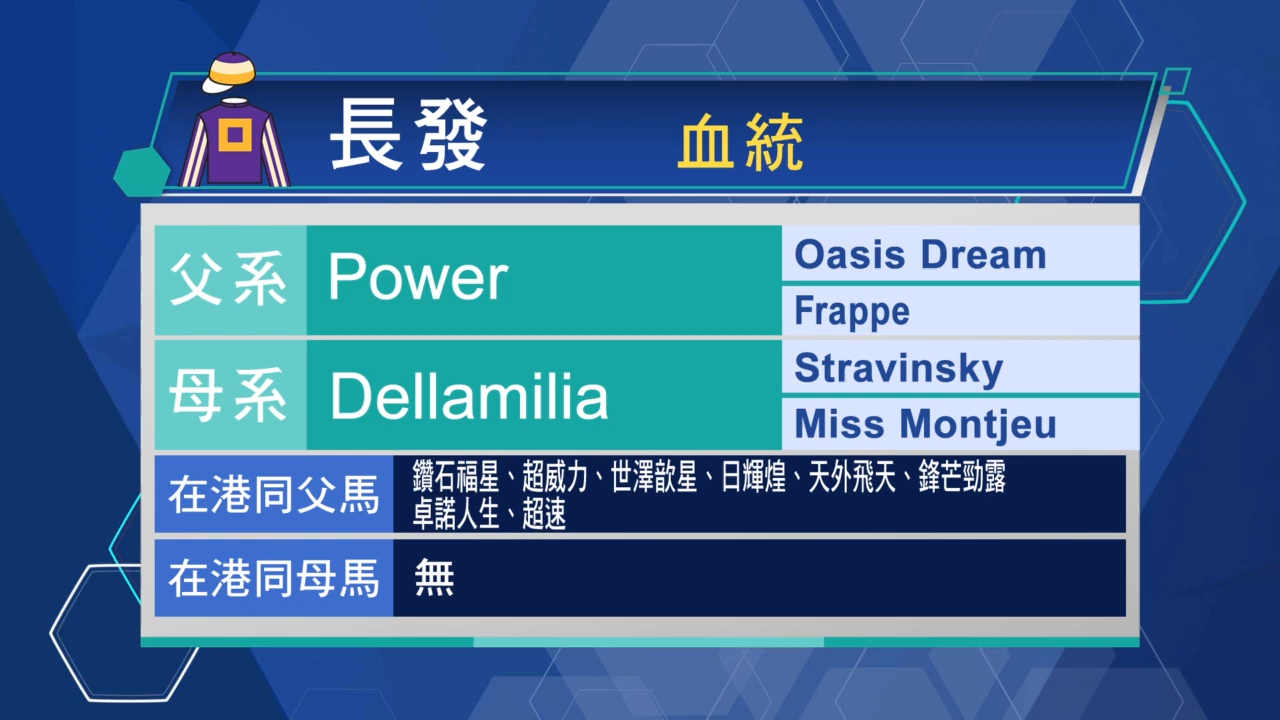 長發 血統
父系 Power
Oasis Dream
Frappe
母系 Dellamilia
Stravinsky
Miss Montjeu
在港同父馬 鑽石福星、超威力、世澤歆星、日輝煌、天外飛天、鋒芒勁露
卓諾人生、超速
在港同母馬 無